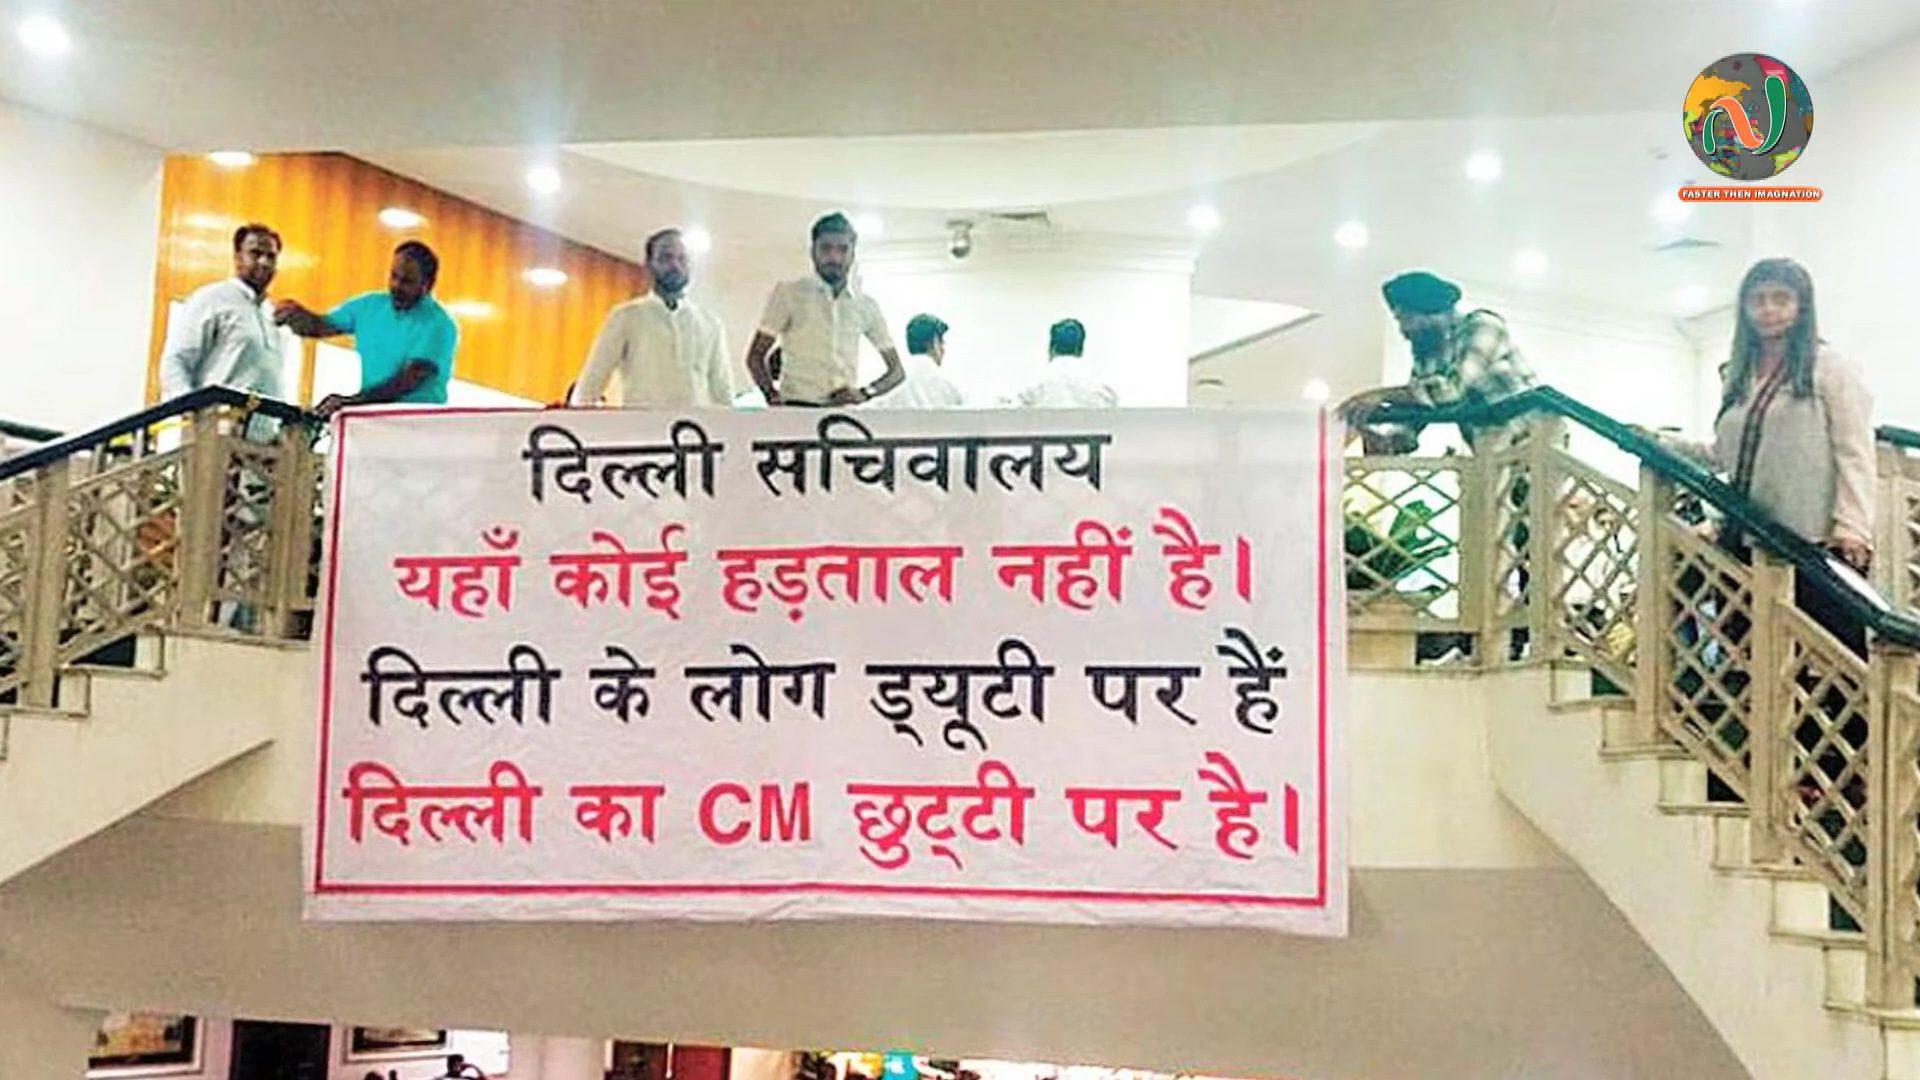 FASTER THEN IMAGNATION
दिल्ली सचिवालय
यहाँ कोई हड़ताल नहीं है।
दिल्ली के लोग ड्यूटी पर हैं
दिल्ली का CM छुट्टी पर है।